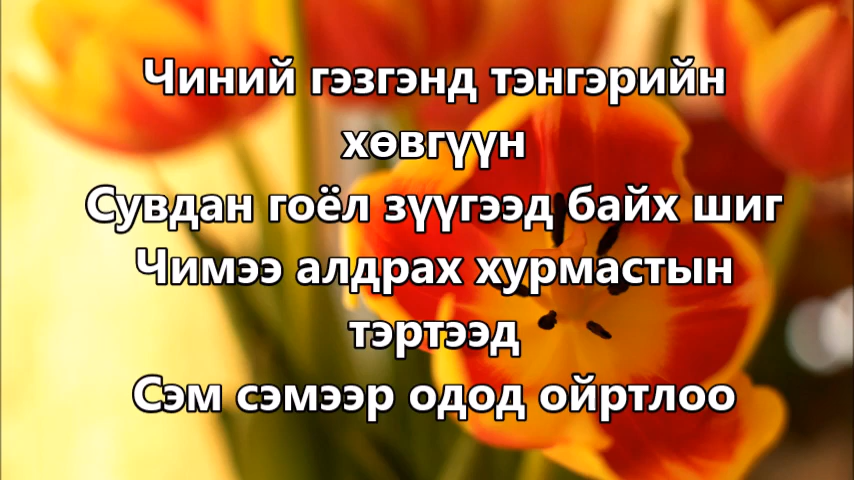 Чиний гэзгэнд тэнгэрийн
хөвгүүн
Сувдан гоёл зүүгээд байх шиг
Чимээ алдрах хурмастын
тэртээд
Сэм сэмээр одод ойртлоо